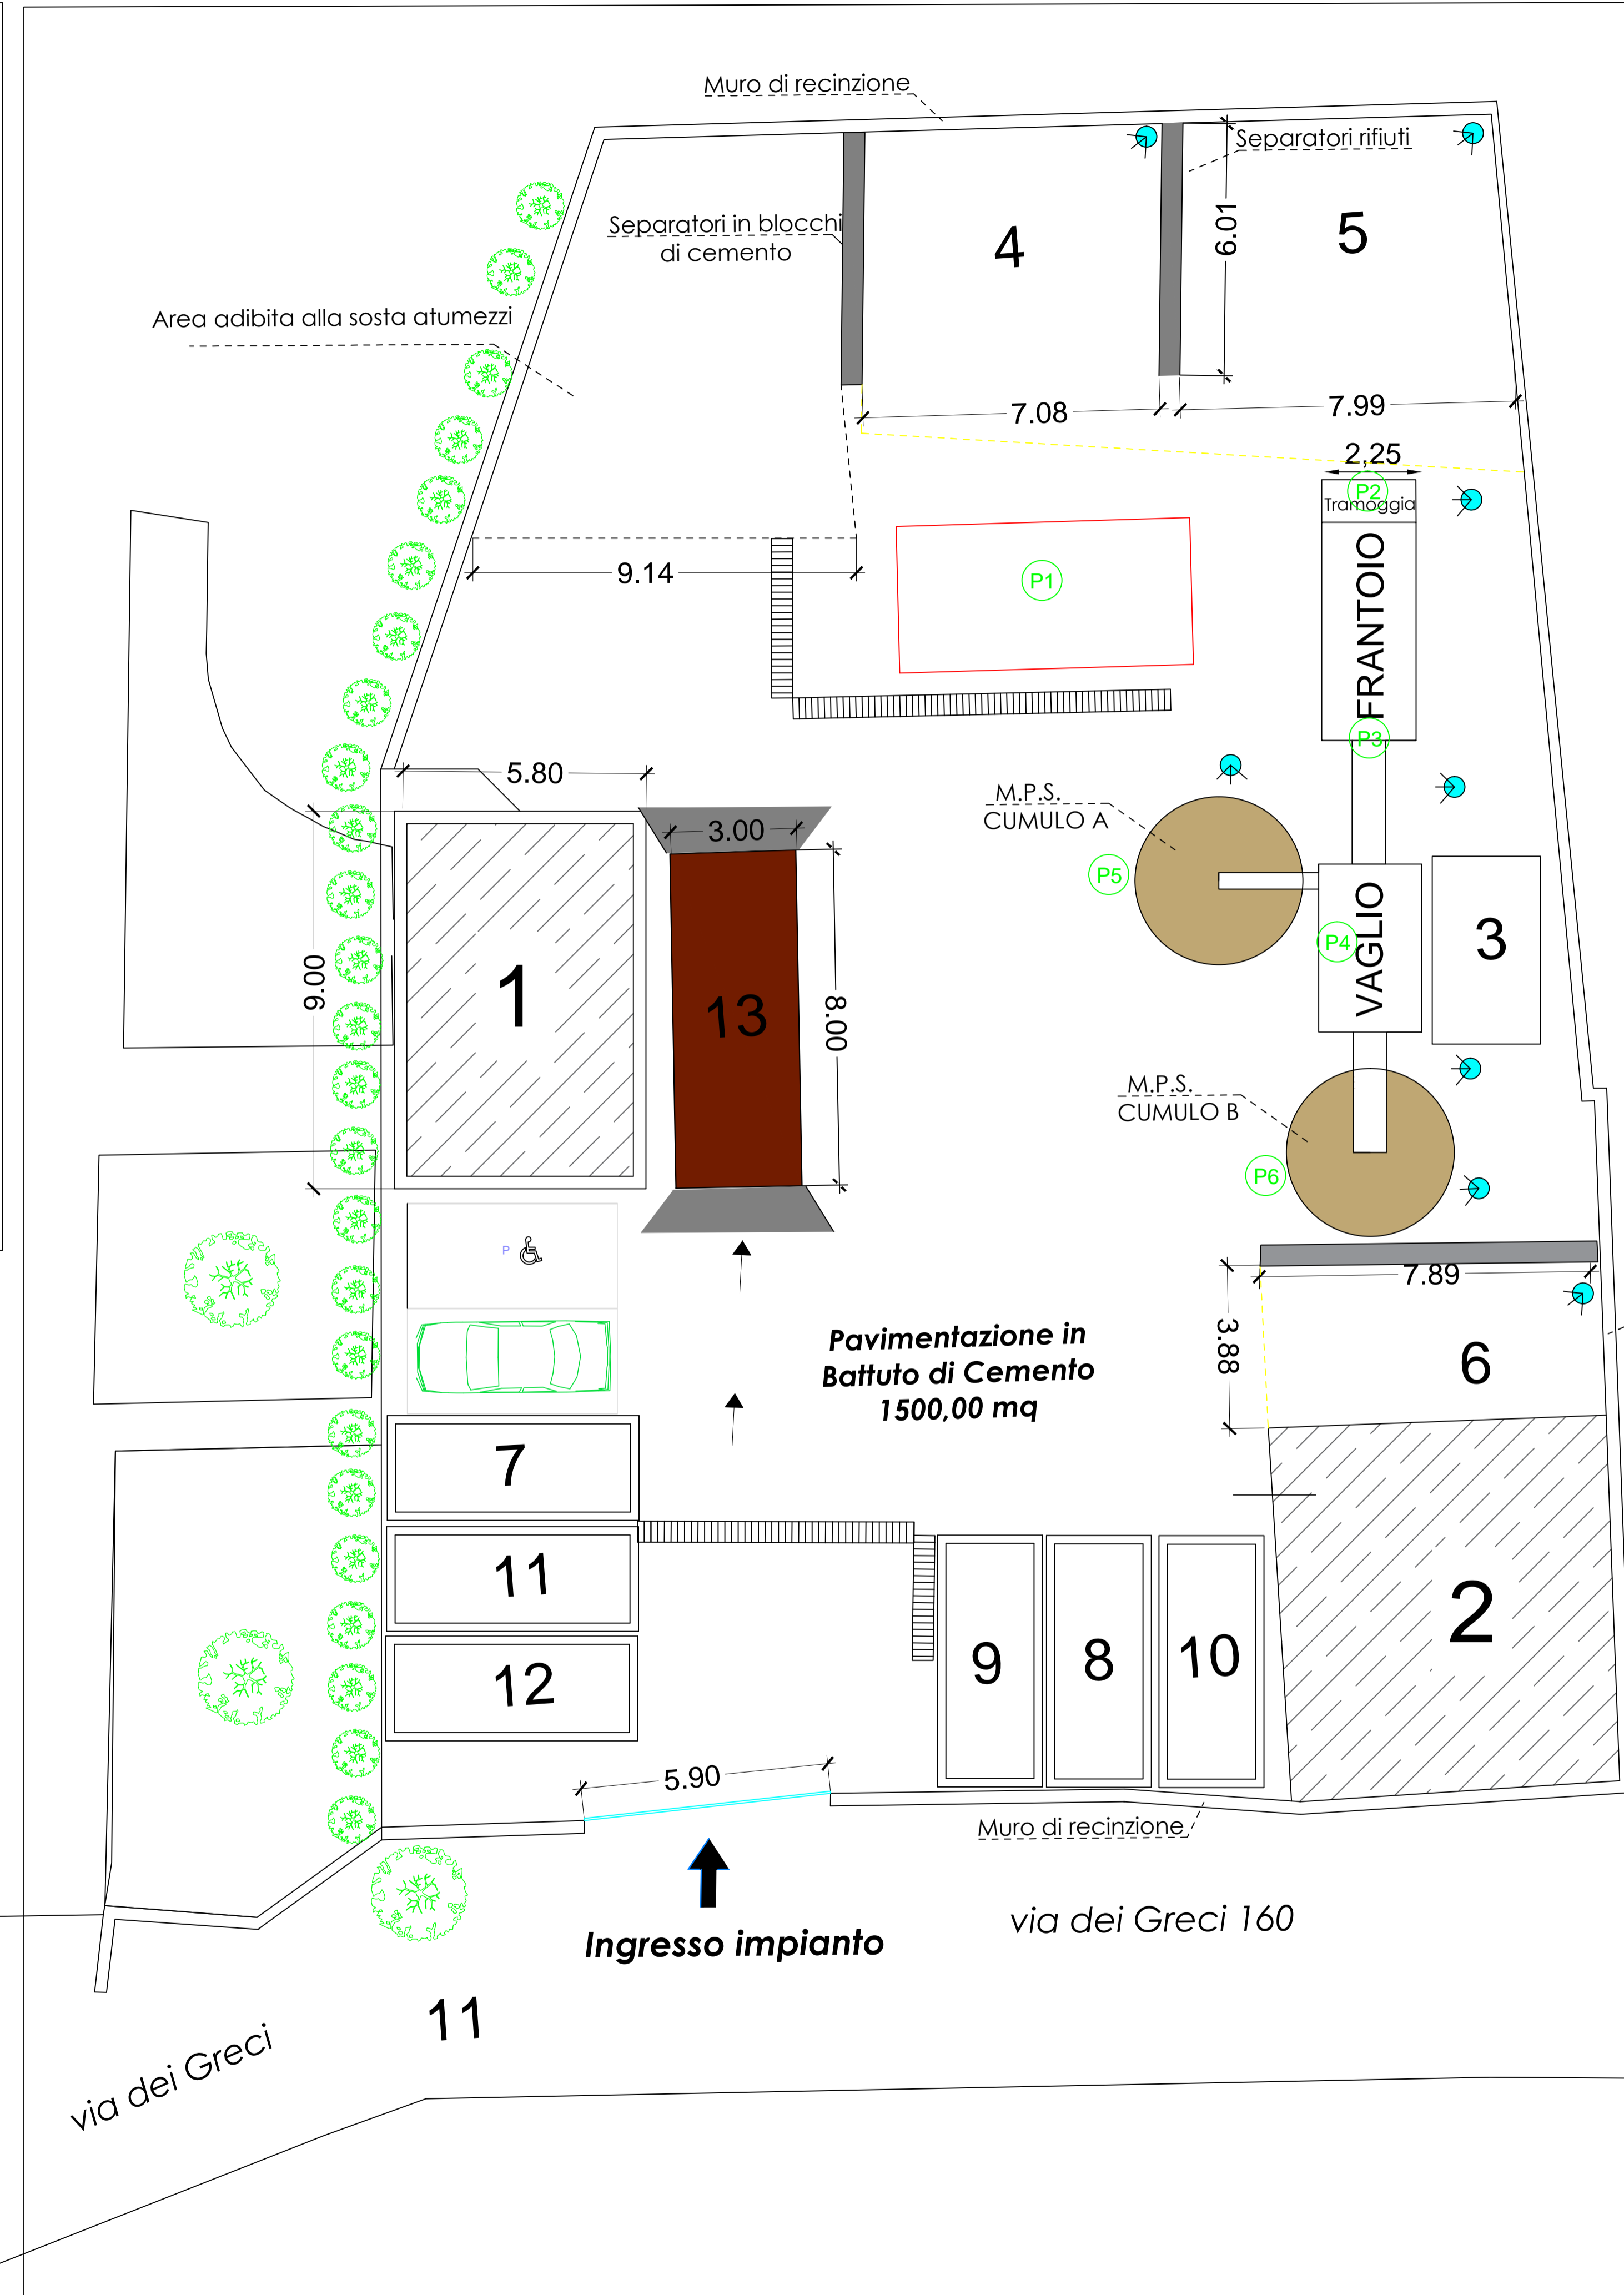 Muro di recinzione
Separatori rifiuti
Separatori in blocchi
di cemento
4
6.01
5
Area adibita alla sosta atumezzi
7.08
7.99
2,25
P2
Tramoggia
FRANTOIO
9.14
P1
P3
5.80
M.P.S.
CUMULO A
3.00
P5
P4
VAGLIO
3
9.00
1
13
8.00
M.P.S.
CUMULO B
P6
P
7.89
3.88
6
Pavimentazione in
Battuto di Cemento
1500,00 mq
7
11
12
9
8
10
2
5.90
Muro di recinzione
Ingresso impianto
via dei Greci 160
11
via dei Greci